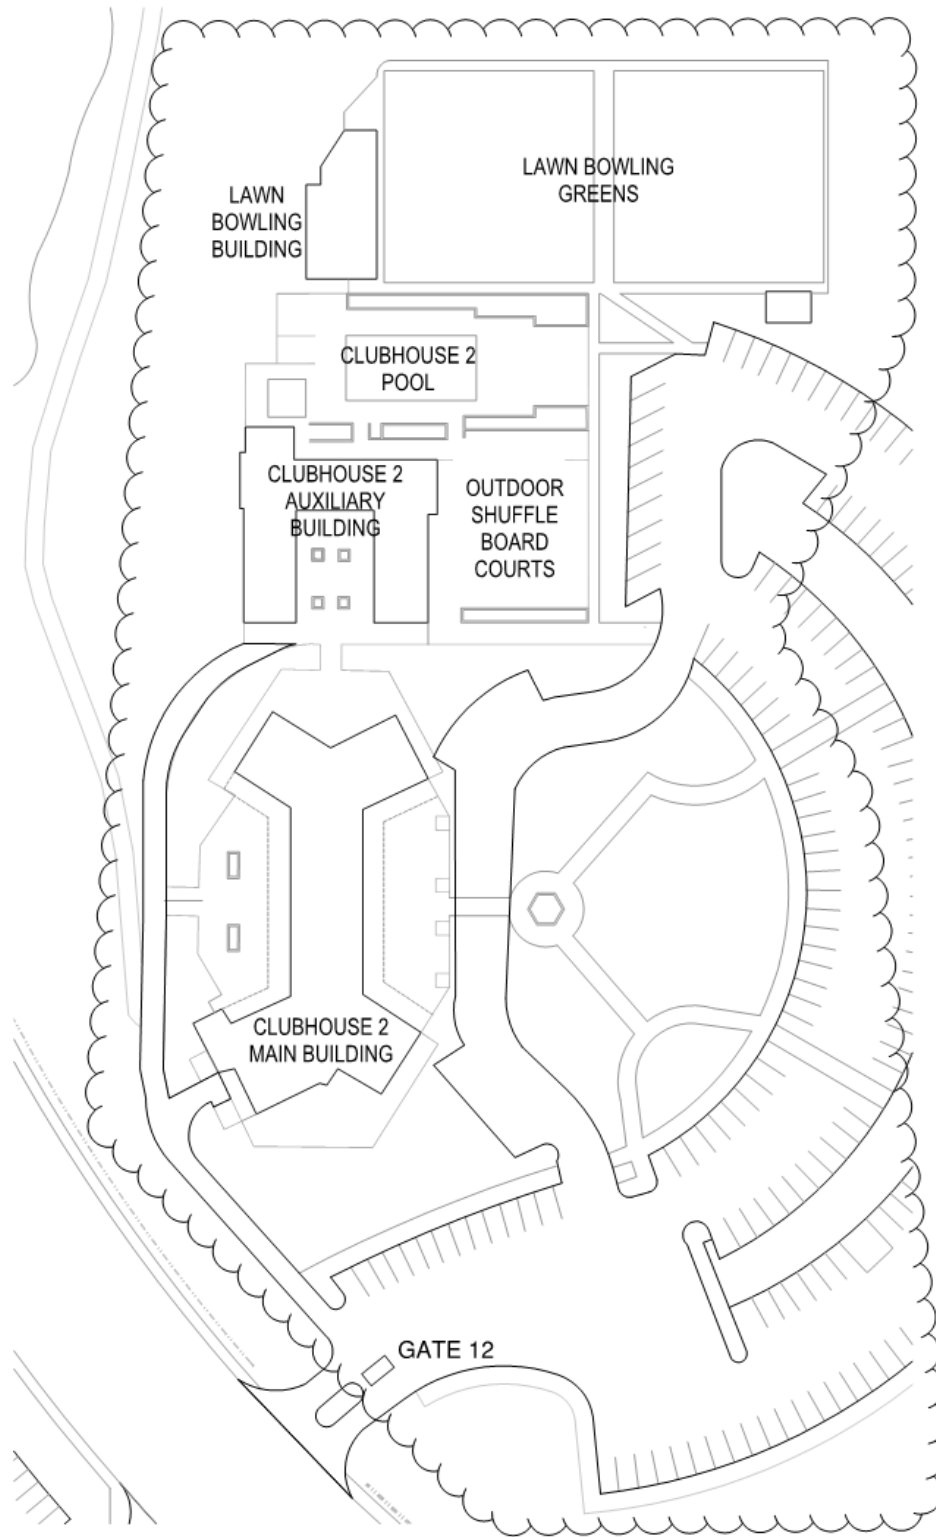 LAWN BOWLING
GREENS
LAWN
BOWLING
BUILDING
CLUBHOUSE 2
POOL
CLUBHOUSE 2
AUXILIARY
BUILDING
OUTDOOR
SHUFFLE
BOARD
COURTS
CLUBHOUSE 2
MAIN BUILDING
GATE 12